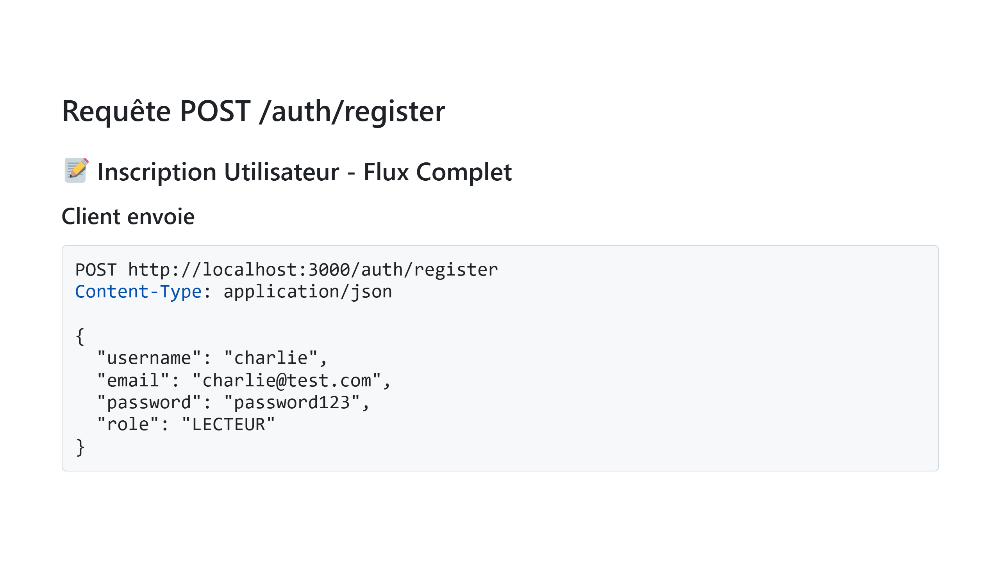 Requête POST /auth/register
📝 Inscription Utilisateur - Flux Complet
Client envoie
POST http://localhost:3000/auth/register
Content-Type: application/json
{
  "username": "charlie",
  "email": "charlie@test.com",
  "password": "password123",
  "role": "LECTEUR"
}